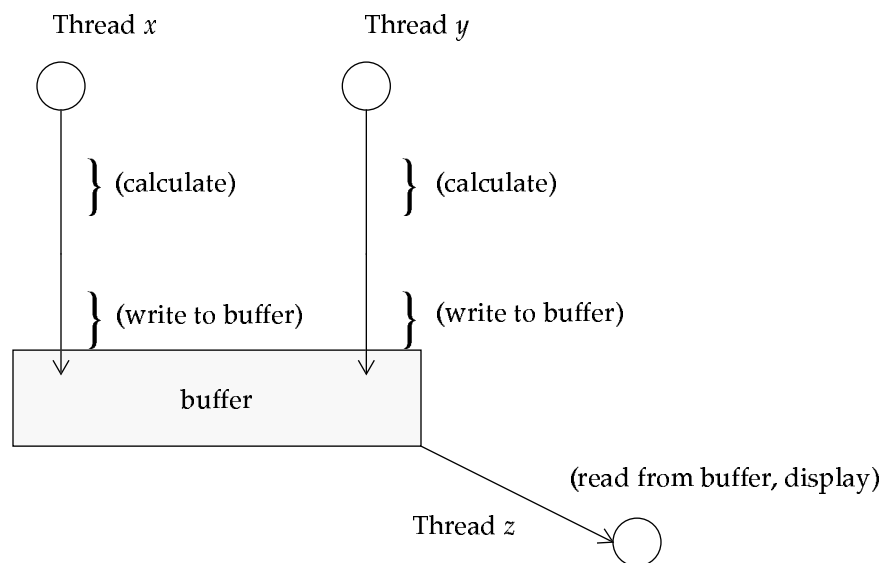 Thread x
Thread y
(calculate)
(calculate)
(write to buffer)
(write to buffer)
buffer
(read from buffer, display)
Thread z